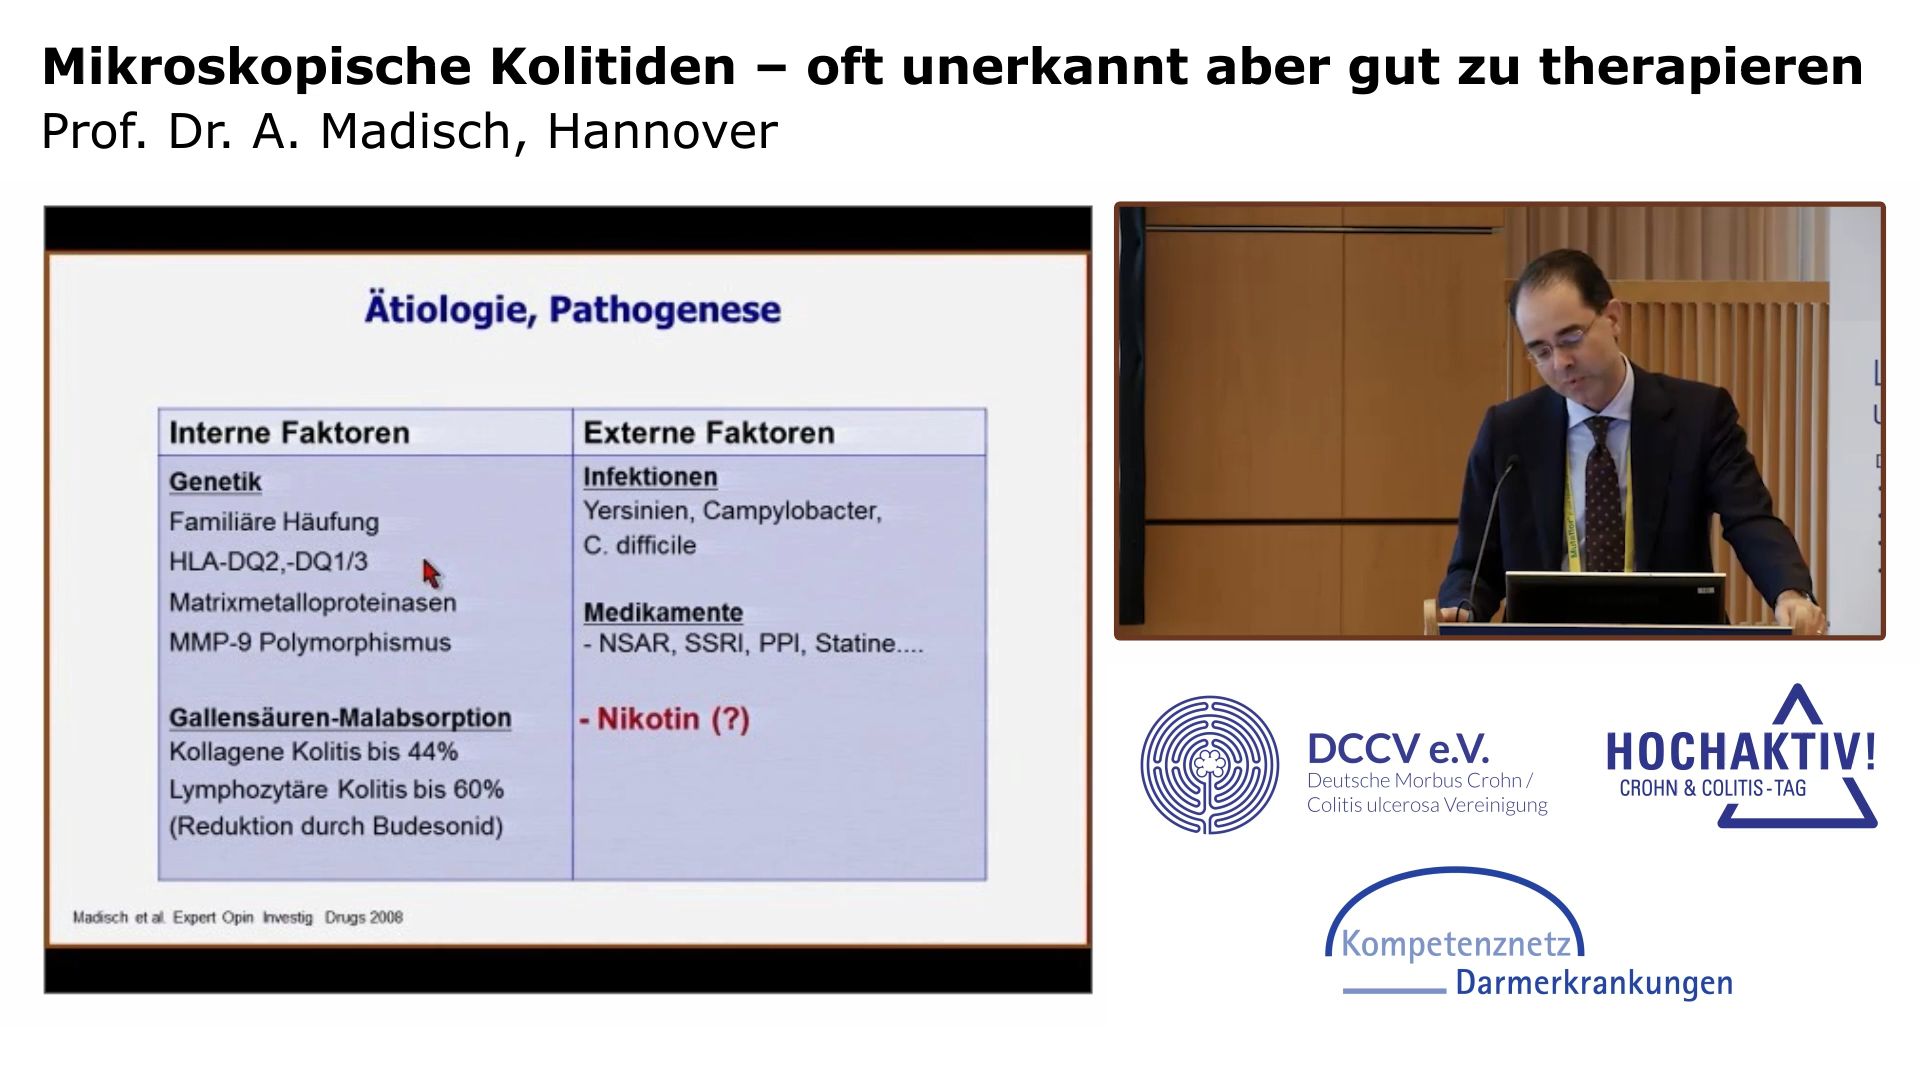 Mikroskopische Kolitiden – oft unerkannt aber gut zu therapieren
Prof. Dr. A. Madisch, Hannover
Ätiologie, Pathogenese
Interne Faktoren
Genetik
Familiäre Häufung
HLA-DQ2,-DQ1/3
Matrixmetalloproteinasen
MMP-9 Polymorphismus
Gallensäuren-Malabsorption
Kollagene Kolitis bis 44%
Lymphozytäre Kolitis bis 60%
(Reduktion durch Budesonid)
Externe Faktoren
Infektionen
Yersinien, Campylobacter,
C. difficile
Medikamente
- NSAR, SSRI, PPI, Statine....
- Nikotin (?)
Madisch et al. Expert Opin Investig Drugs 2008
DCCV e.V.
Deutsche Morbus Crohn /
Colitis ulcerosa Vereinigung
HOCHAKTIV!
CROHN & COLITIS-TAG
Kompetenznetz
Darmerkrankungen